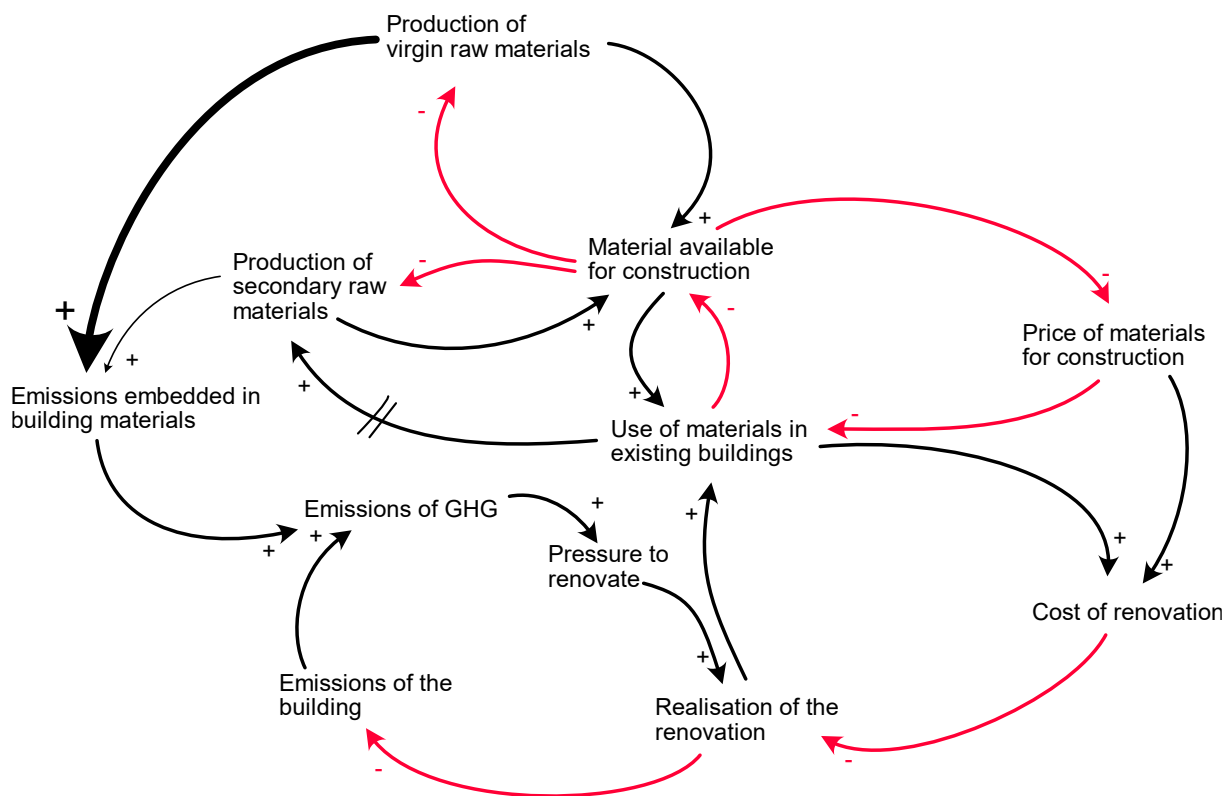 Production of
virgin raw materials
-
+
Material available
for construction
Production of
secondary raw
materials
-
-
+
+
-
+
Price of materials
for construction
+
Emissions embedded in
building materials
+
+
-
Use of materials in
existing buildings
Emissions of GHG
+
+
+
+
Pressure to
renovate
+
+
Cost of renovation
+
Emissions of the
building
Realisation of the
renovation
-
-